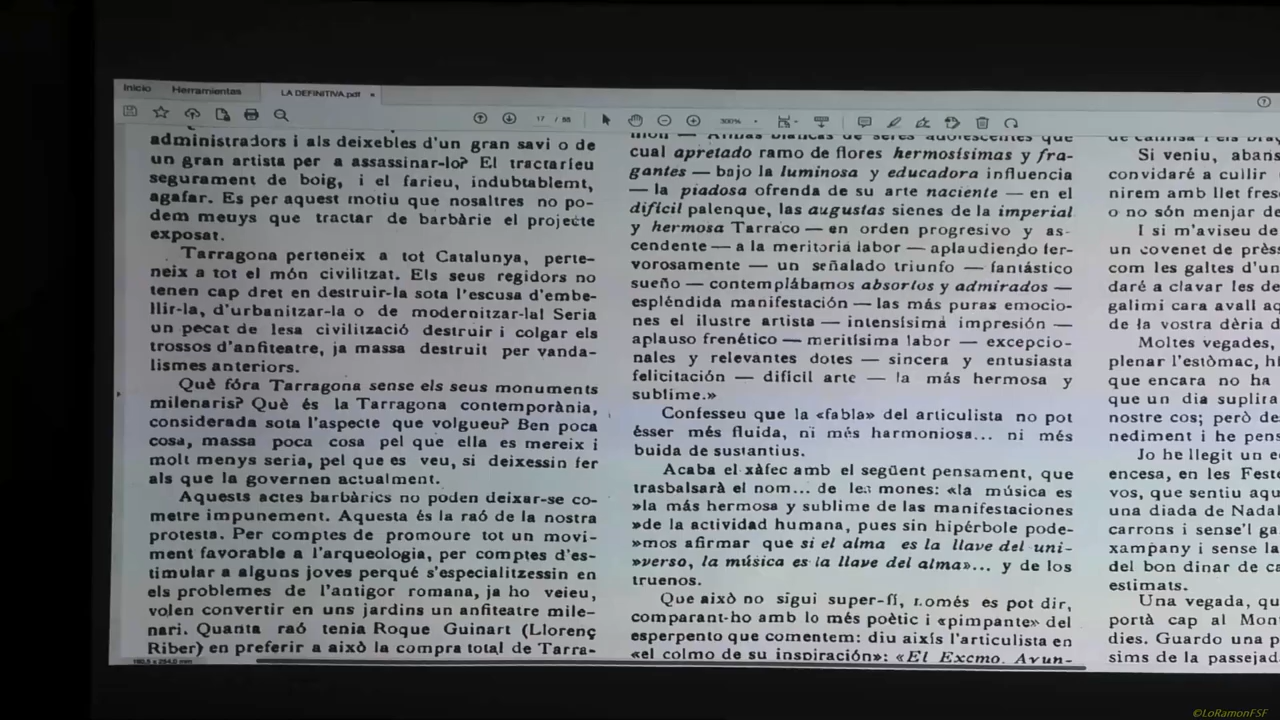 Inicio Herramientas LA DEFINITIVA.pdf ×
17 / 88 300%
administradors i als deixebles d'un gran savi o de
un gran artista per a assassinar-lo? El tractaríeu
segurament de boig, i el farieu, indubtablemt,
agafar. Es per aquest motiu que nosaltres no po-
dem menys que tractar de barbàrie el projecte
exposat.
Tarragona perteneix a tot Catalunya, perte-
neix a tot el món civilitzat. Els seus regidors no
tenen cap dret en destruir-la sota l'escusa d'embe-
llir-la, d'urbanitzar-la o de modernitzar-la! Seria
un pecat de lesa civilització destruir i colgar els
trossos d'anfiteatre, ja massa destruit per vanda-
lismes anteriors.
Què fóra Tarragona sense els seus monuments
milenaris? Què és la Tarragona contemporània,
considerada sota l'aspecte que volgueu? Ben poca
cosa, massa poca cosa pel que ella es mereix i
molt menys seria, pel que es veu, si deixessin fer
als que la governen actualment.
Aquests actes barbàrics no poden deixar-se co-
metre impunement. Aquesta és la raó de la nostra
protesta. Per comptes de promoure tot un movi-
ment favorable a l'arqueologia, per comptes d'es-
timular a alguns joves perqué s'especialitzessin en
els problemes de l'antigor romana, ja ho veieu,
volen convertir en uns jardins un anfiteatre mile-
nari. Quanta raó tenia Roque Guinart (Llorenç
Riber) en preferir a això la compra total de Tarra-
de seres adolescentes que
cual apretado ramo de flores hermosísimas y fra-
gantes — bajo la luminosa y educadora influencia
— la piadosa ofrenda de su arte naciente — en el
difícil palenque, las augustas sienes de la imperial
y hermosa Tarraco — en orden progresivo y as-
cendente — a la meritoria labor — aplaudiendo fer-
vorosamente — un señalado triunfo — fantástico
sueño — contemplábamos absortos y admirados —
espléndida manifestación — las más puras emocio-
nes el ilustre artista — intensísima impresión —
aplauso frenético — meritísima labor — excepcio-
nales y relevantes dotes — sincera y entusiasta
felicitación — difícil arte — la más hermosa y
sublime.»
Confesseu que la «fabla» del articulista no pot
ésser més fluida, ni més harmoniosa... ni més
buida de sustantius.
Acaba el xàfec amb el següent pensament, que
trasbalsarà el nom... de les mones: «la música es
»la más hermosa y sublime de las manifestaciones
»de la actividad humana, pues sin hipérbole pode-
»mos afirmar que si el alma es la llave del uni-
»verso, la música es la llave del alma»... y de los
truenos.
Que això no sigui super-fí, només es pot dir,
comparant-ho amb lo més poètic i «pimpante» del
esperpento que comentem: diu aixís l'articulista en
«el colmo de su inspiración»: «El Excmo. Ayun-
Si veniu, abans
convidaré a cullir
nirem amb llet fres
o no són menjar de
I si m'aviseu de
un covenet de près
com les galtes d'un
daré a clavar les de
galimi cara avall aq
de la vostra dèria d
Moltes vegades,
plenar l'estòmac, h
que encara no ha
que un dia suplira
nostre cos; però de
nediment i he pens
Jo he llegit un e
encesa, en les Feste
vos, que sentiu aqu
una diada de Nadal
carrons i sense'l ga
xampany i sense la
del bon dinar de ca
estimats.
Una vegada, qu
portà cap al Mon
dies. Guardo una p
sims de la passejad
©LoRamonFSF